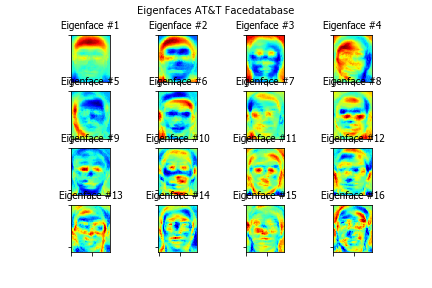 Eigenfaces AT&T Facedatabase
Eigenface #1 Eigenface #2 Eigenface #3 Eigenface #4
Eigenface #5 Eigenface #6 Eigenface #7 Eigenface #8
Eigenface #9 Eigenface #10 Eigenface #11 Eigenface #12
Eigenface #13 Eigenface #14 Eigenface #15 Eigenface #16